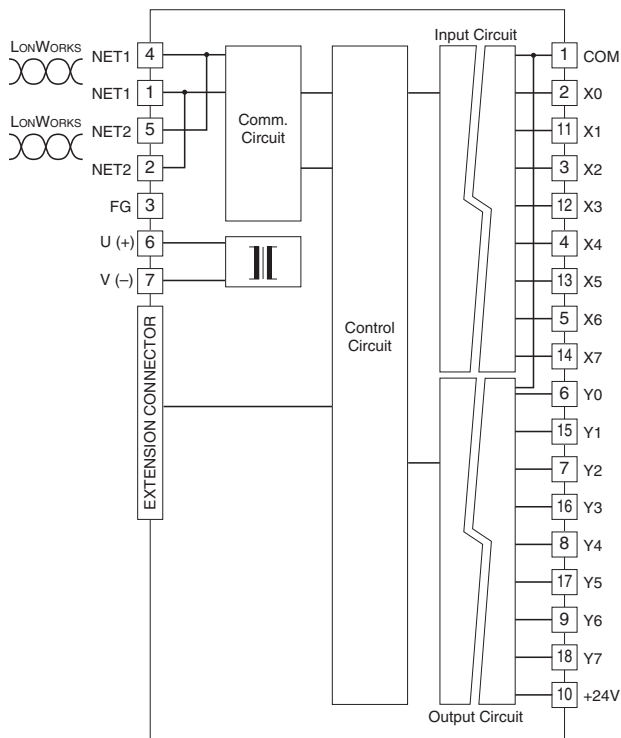 Input Circuit
LONWORKS
NET1 4
1 COM
NET1 1
2 X0
LONWORKS
NET2 5
11 X1
Comm.
Circuit
NET2 2
3 X2
FG 3
12 X3
U (+) 6
4 X4
V (–) 7
13 X5
5 X6
Control
Circuit
14 X7
EXTENSION CONNECTOR
6 Y0
15 Y1
7 Y2
16 Y3
8 Y4
17 Y5
9 Y6
18 Y7
10 +24V
Output Circuit